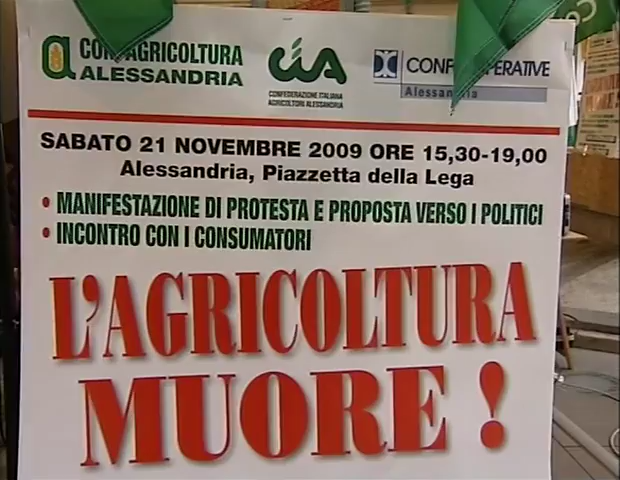 CONFAGRICOLTURA
ALESSANDRIA
CIA
CONFEDERAZIONE ITALIANA
AGRICOLTORI ALESSANDRIA
Alessandria
SABATO 21 NOVEMBRE 2009 ORE 15,30-19,00
Alessandria, Piazzetta della Lega
• MANIFESTAZIONE DI PROTESTA E PROPOSTA VERSO I POLITICI
• INCONTRO CON I CONSUMATORI
L'AGRICOLTURA
MUORE !